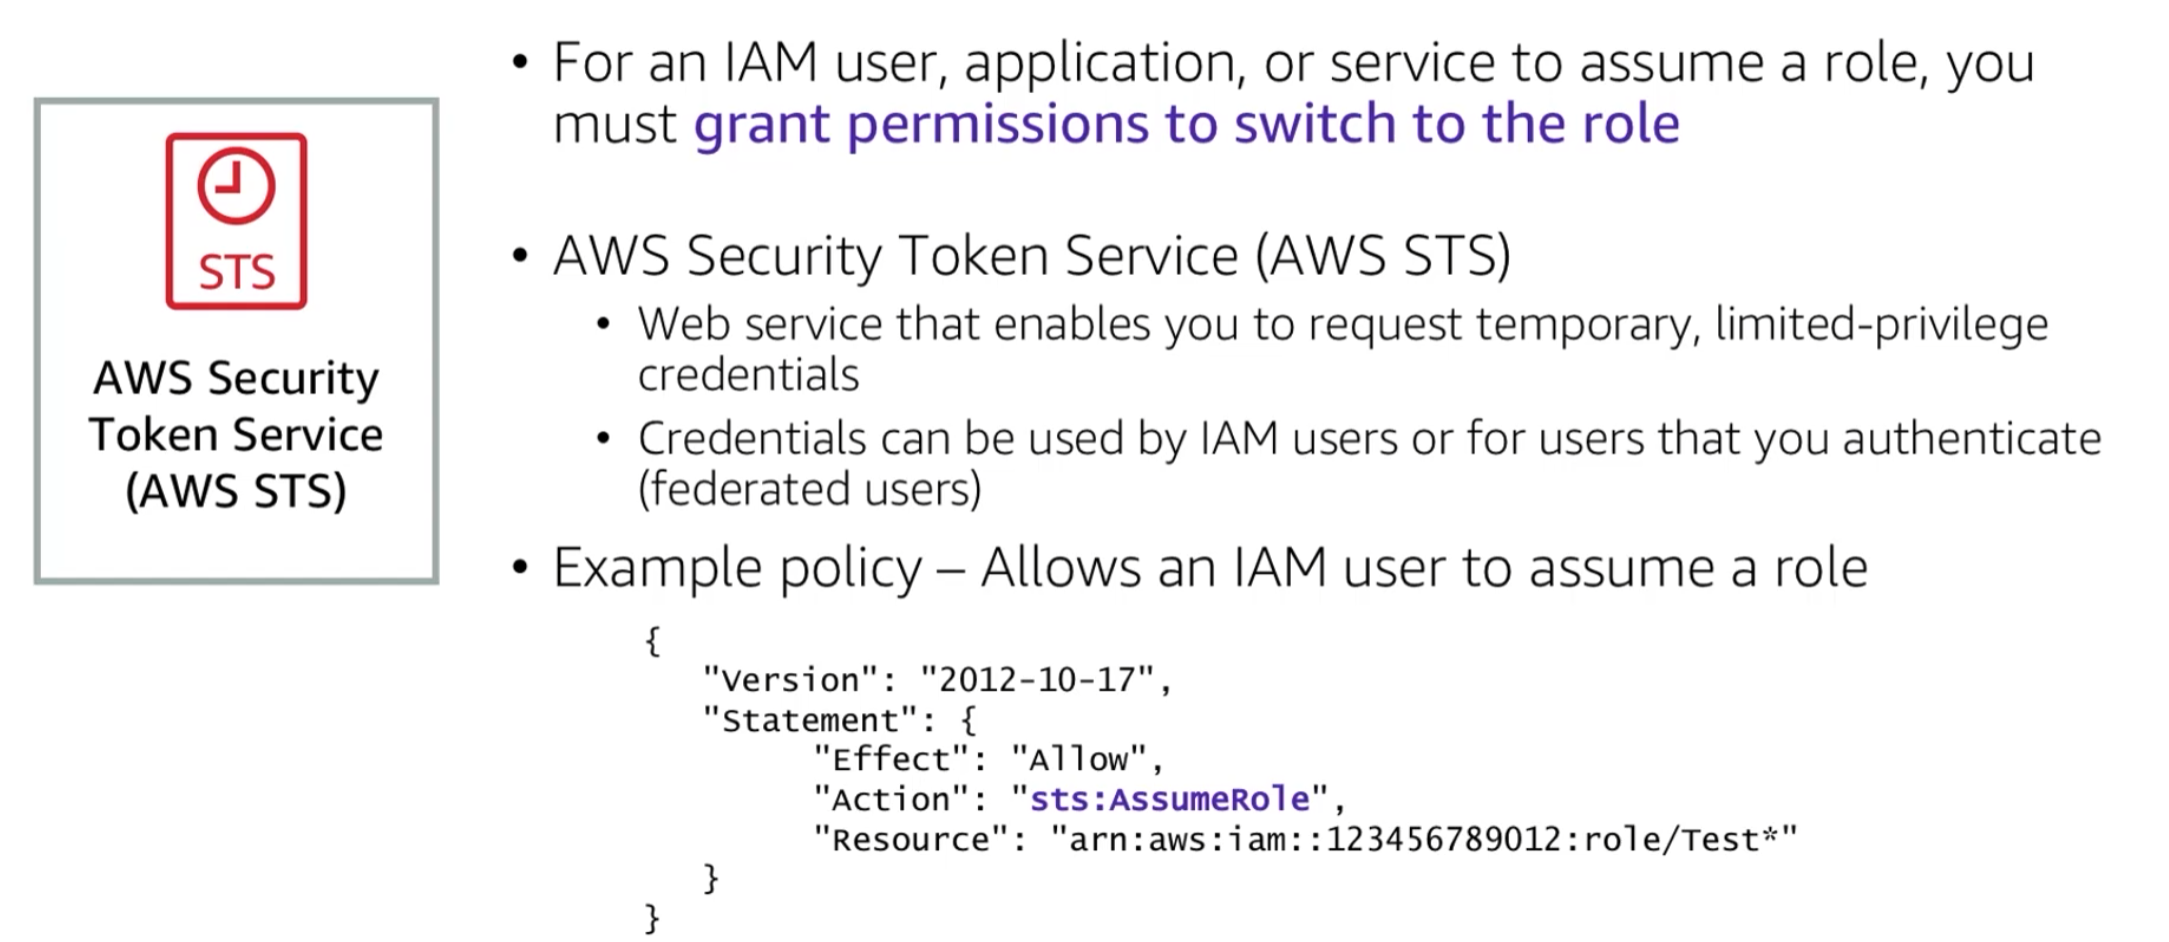 STS
AWS Security
Token Service
(AWS STS)
• For an IAM user, application, or service to assume a role, you
must grant permissions to switch to the role
• AWS Security Token Service (AWS STS)
• Web service that enables you to request temporary, limited-privilege
credentials
• Credentials can be used by IAM users or for users that you authenticate
(federated users)
• Example policy – Allows an IAM user to assume a role
{
"Version": "2012-10-17",
"Statement": {
"Effect": "Allow",
"Action": "sts:AssumeRole",
"Resource": "arn:aws:iam::123456789012:role/Test*"
}
}